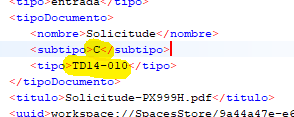 <tipo>entrada</tipo>
<tipoDocumento>
<nombre>Solicitude</nombre>
<subtipo>C</subtipo>
<tipo>TD14-010</tipo>
</tipoDocumento>
<titulo>Solicitude-PX999H.pdf</titulo>
<uuid>workspace://SpacesStore/9a44a47e-e6